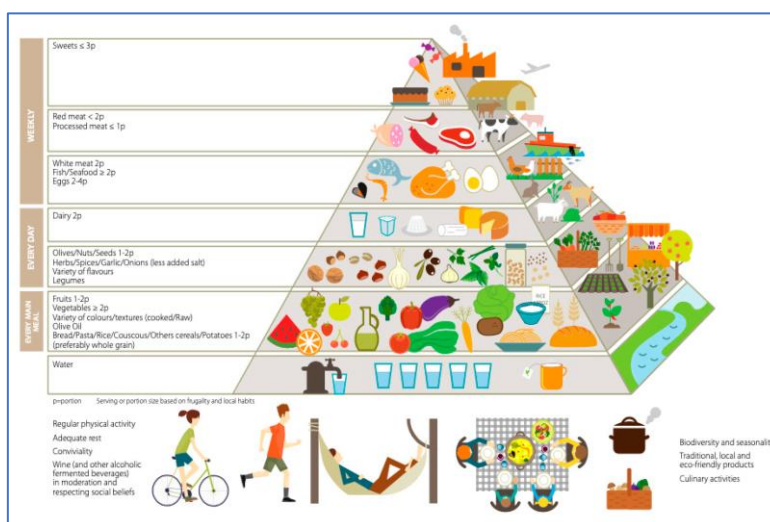 WEEKLY
Sweets ≤ 3p
Red meat < 2p
Processed meat ≤ 1p
White meat 2p
Fish/Seafood ≥ 2p
Eggs 2-4p
EVERY DAY
Dairy 2p
Olives/Nuts/Seeds 1-2p
Herbs/Spices/Garlic/Onions (less added salt)
Variety of flavours
Legumes
EVERY MAIN
MEAL
Fruits 1-2p
Vegetables ≥ 2p
Variety of colours/textures (cooked/Raw)
Olive Oil
Bread/Pasta/Rice/Couscous/Others cereals/Potatoes 1-2p
(preferably whole grain)
RICE
Water
p=portion
Serving or portion size based on frugality and local habits
Regular physical activity
Adequate rest
Conviviality
Wine (and other alcoholic
fermented beverages)
in moderation and
respecting social beliefs
Biodiversity and seasonalit
Traditional, local and
eco-friendly products
Culinary activities